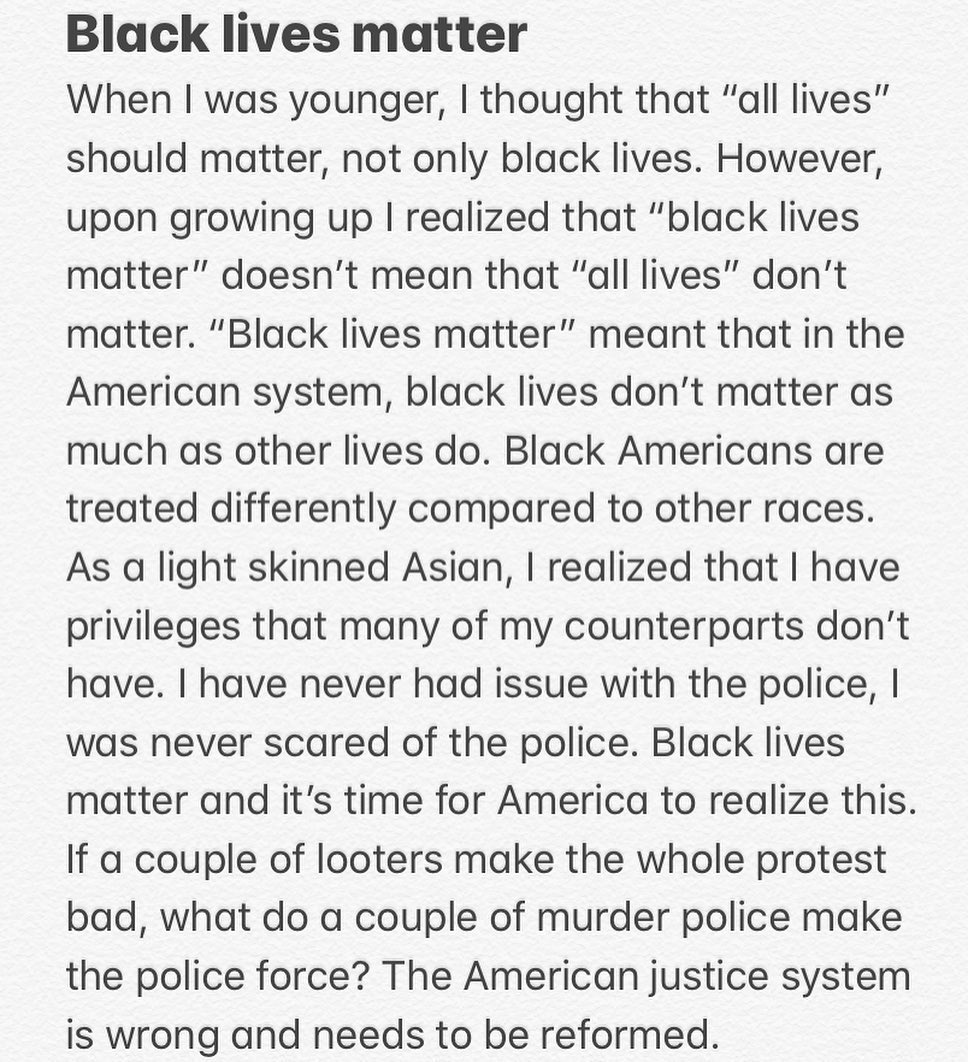 Black lives matter
When I was younger, I thought that “all lives”
should matter, not only black lives. However,
upon growing up I realized that “black lives
matter” doesn’t mean that “all lives” don’t
matter. “Black lives matter” meant that in the
American system, black lives don’t matter as
much as other lives do. Black Americans are
treated differently compared to other races.
As a light skinned Asian, I realized that I have
privileges that many of my counterparts don’t
have. I have never had issue with the police, I
was never scared of the police. Black lives
matter and it’s time for America to realize this.
If a couple of looters make the whole protest
bad, what do a couple of murder police make
the police force? The American justice system
is wrong and needs to be reformed.